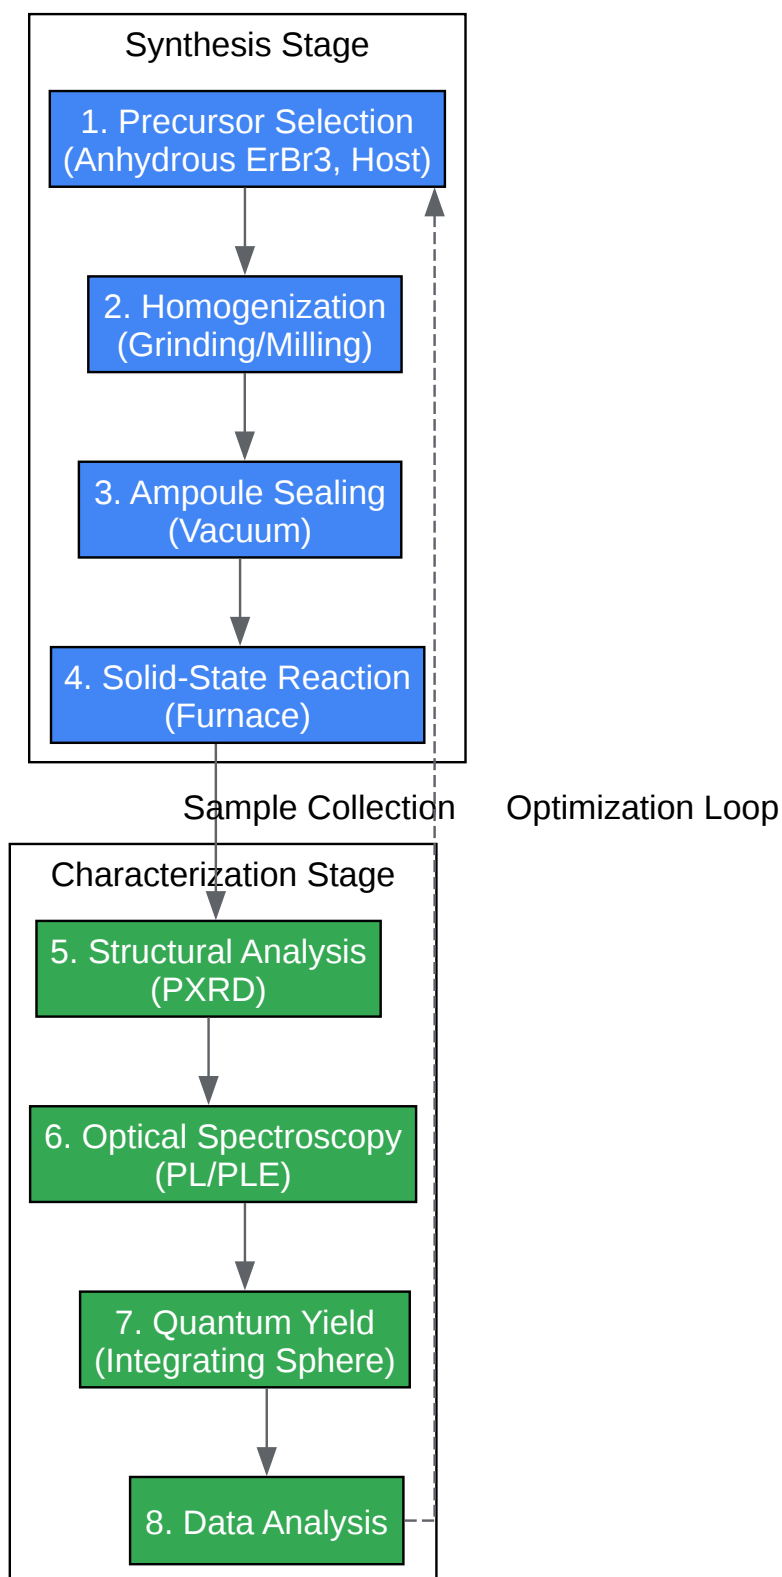 Synthesis Stage
1. Precursor Selection
(Anhydrous ErBr3, Host)
2. Homogenization
(Grinding/Milling)
3. Ampoule Sealing
(Vacuum)
4. Solid-State Reaction
(Furnace)
Sample Collection
Optimization Loop
Characterization Stage
5. Structural Analysis
(PXRD)
6. Optical Spectroscopy
(PL/PLE)
7. Quantum Yield
(Integrating Sphere)
8. Data Analysis